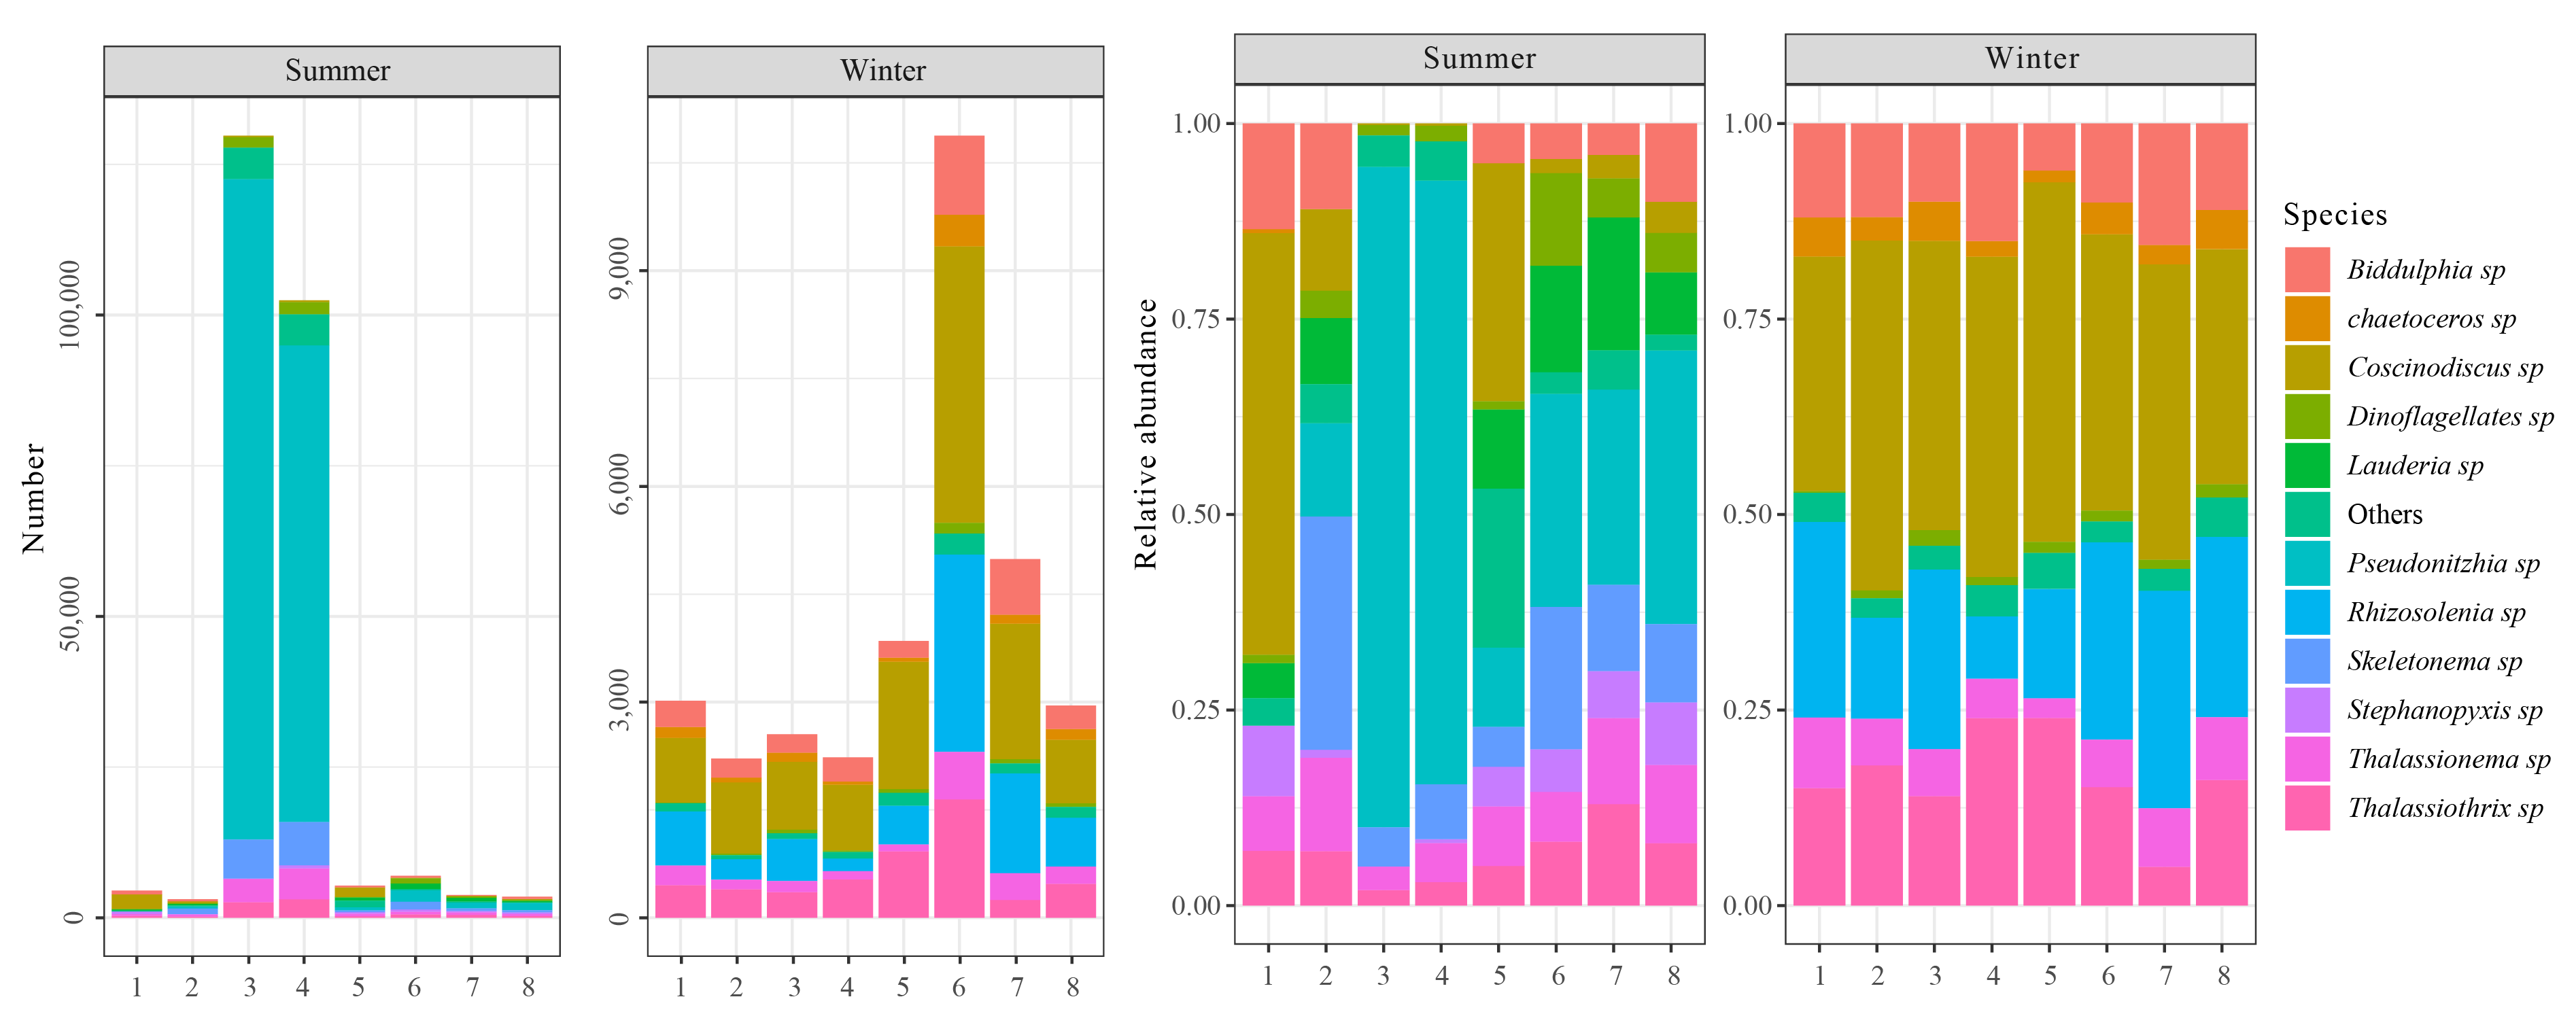 Summer
Winter
Number
0
50,000
100,000
1 2 3 4 5 6 7 8
0
3,000
6,000
9,000
1 2 3 4 5 6 7 8
Summer
Winter
Relative abundance
1.00
0.75
0.50
0.25
0.00
1 2 3 4 5 6 7 8
1.00
0.75
0.50
0.25
0.00
1 2 3 4 5 6 7 8
Species
Biddulphia sp
chaetoceros sp
Coscinodiscus sp
Dinoflagellates sp
Lauderia sp
Others
Pseudonitzhia sp
Rhizosolenia sp
Skeletonema sp
Stephanopyxis sp
Thalassionema sp
Thalassiothrix sp